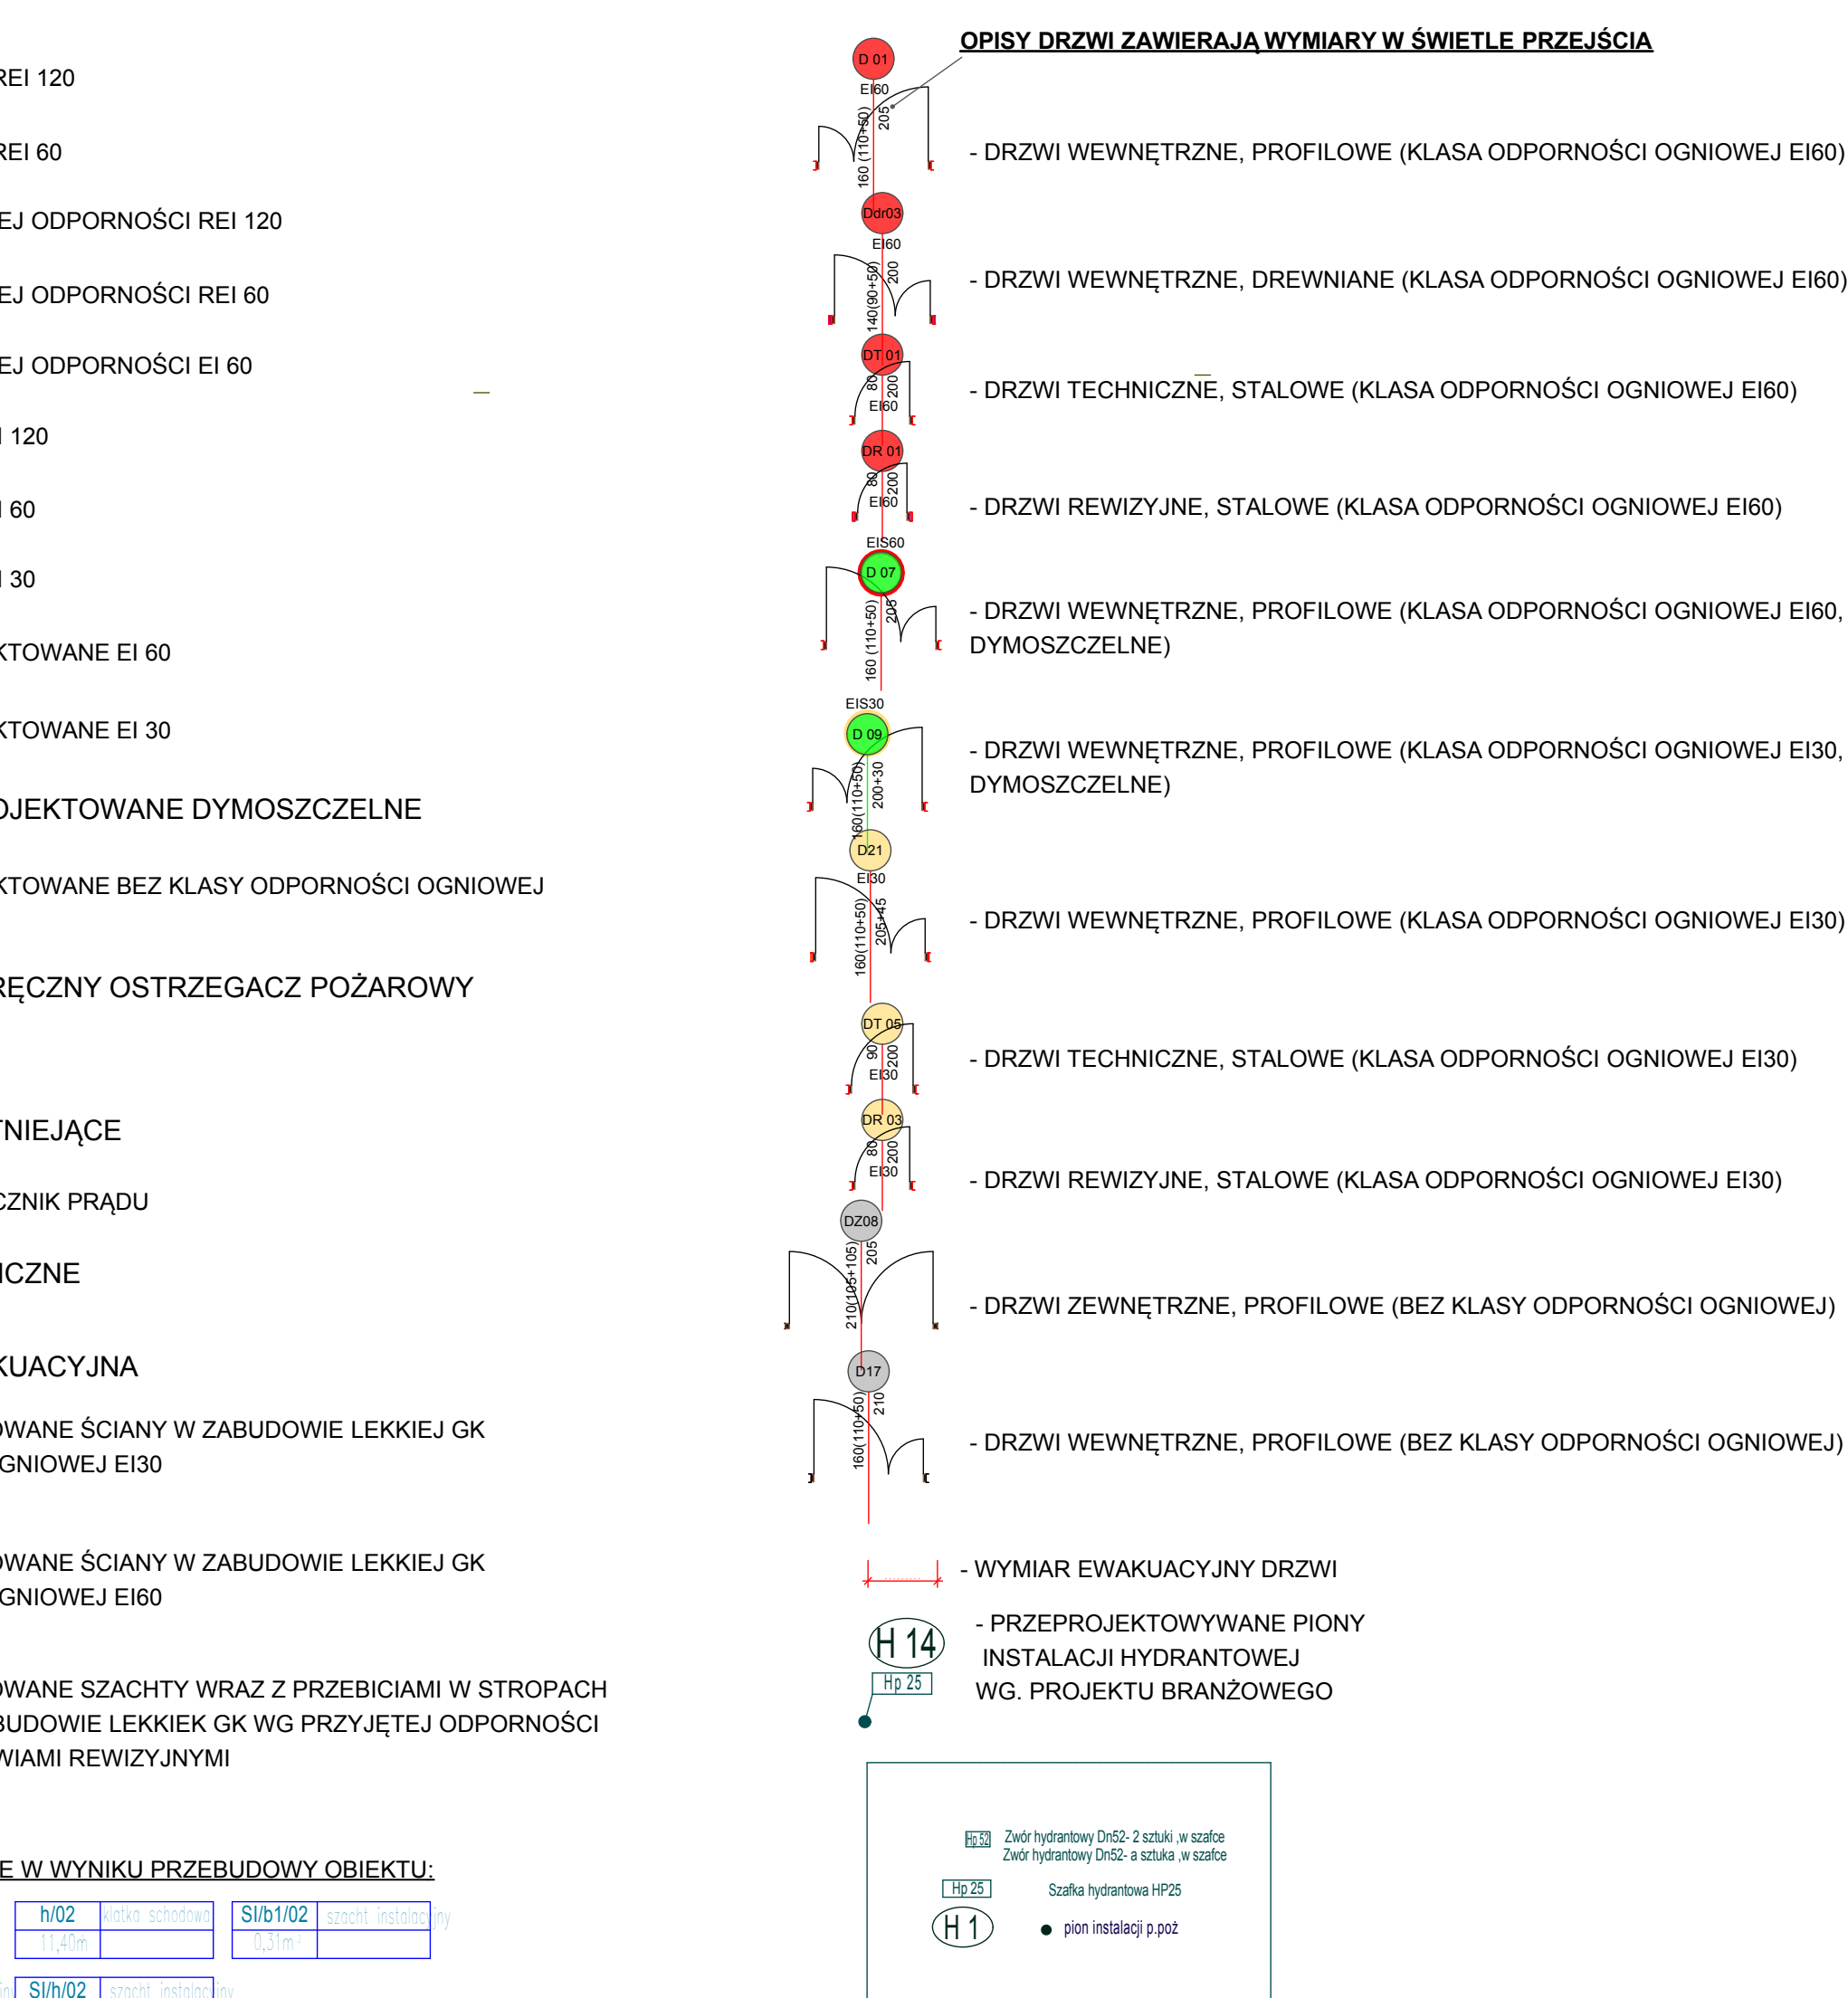 REI 120
REI 60
EJ ODPORNOŚCI REI 120
EJ ODPORNOŚCI REI 60
EJ ODPORNOŚCI EI 60
I 120
I 60
I 30
KTOWANE EI 60
KTOWANE EI 30
OJEKTOWANE DYMOSZCZELNE
KTOWANE BEZ KLASY ODPORNOŚCI OGNIOWEJ
RĘCZNY OSTRZEGACZ POŻAROWY
TNIEJĄCE
CZNIK PRĄDU
ICZNE
KUACYJNA
OWANE ŚCIANY W ZABUDOWIE LEKKIEJ GK
GNIOWEJ EI30
OWANE ŚCIANY W ZABUDOWIE LEKKIEJ GK
GNIOWEJ EI60
OWANE SZACHTY WRAZ Z PRZEBICIAMI W STROPACH
BUDOWIE LEKKIEK GK WG PRZYJĘTEJ ODPORNOŚCI
WIAMI REWIZYJNYMI
E W WYNIKU PRZEBUDOWY OBIEKTU:
h/02 klatka schodowa
11,40m
SI/b1/02 szacht instalacyjny
0,31m²
SI/h/02 szacht instalacyjny
OPISY DRZWI ZAWIERAJĄ WYMIARY W ŚWIETLE PRZEJŚCIA
D 01
EI60
160 (110+50)
205
- DRZWI WEWNĘTRZNE, PROFILOWE (KLASA ODPORNOŚCI OGNIOWEJ EI60)
Ddr03
EI60
140(90+50)
200
- DRZWI WEWNĘTRZNE, DREWNIANE (KLASA ODPORNOŚCI OGNIOWEJ EI60)
DT 01
80
200
EI60
- DRZWI TECHNICZNE, STALOWE (KLASA ODPORNOŚCI OGNIOWEJ EI60)
DR 01
80
200
EI60
- DRZWI REWIZYJNE, STALOWE (KLASA ODPORNOŚCI OGNIOWEJ EI60)
EIS60
D 07
160 (110+50)
205
- DRZWI WEWNĘTRZNE, PROFILOWE (KLASA ODPORNOŚCI OGNIOWEJ EI60,
DYMOSZCZELNE)
EIS30
D 09
160(110+50)
200+30
- DRZWI WEWNĘTRZNE, PROFILOWE (KLASA ODPORNOŚCI OGNIOWEJ EI30,
DYMOSZCZELNE)
D21
EI30
160(110+50)
205+45
- DRZWI WEWNĘTRZNE, PROFILOWE (KLASA ODPORNOŚCI OGNIOWEJ EI30)
DT 05
90
200
EI30
- DRZWI TECHNICZNE, STALOWE (KLASA ODPORNOŚCI OGNIOWEJ EI30)
DR 03
80
200
EI30
- DRZWI REWIZYJNE, STALOWE (KLASA ODPORNOŚCI OGNIOWEJ EI30)
DZ08
210(105+105)
205
- DRZWI ZEWNĘTRZNE, PROFILOWE (BEZ KLASY ODPORNOŚCI OGNIOWEJ)
D17
160(110+50)
210
- DRZWI WEWNĘTRZNE, PROFILOWE (BEZ KLASY ODPORNOŚCI OGNIOWEJ)
- WYMIAR EWAKUACYJNY DRZWI
H 14
Hp 25
- PRZEPROJEKTOWYWANE PIONY
INSTALACJI HYDRANTOWEJ
WG. PROJEKTU BRANŻOWEGO
Hp 52 Zwór hydrantowy Dn52- 2 sztuki ,w szafce
Zwór hydrantowy Dn52- a sztuka ,w szafce
Hp 25 Szafka hydrantowa HP25
H 1 pion instalacji p.poż